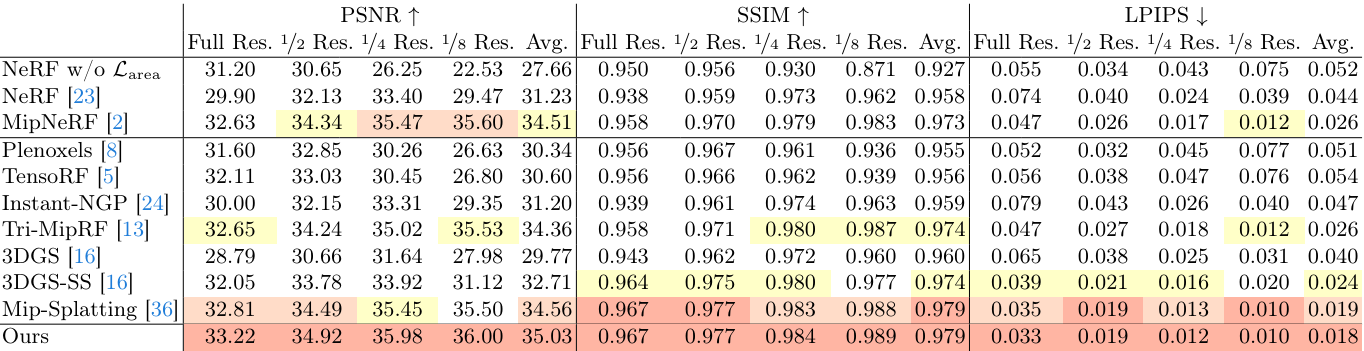 PSNR ↑ SSIM ↑ LPIPS ↓
Full Res. 1/2 Res. 1/4 Res. 1/8 Res. Avg. Full Res. 1/2 Res. 1/4 Res. 1/8 Res. Avg. Full Res. 1/2 Res. 1/4 Res. 1/8 Res. Avg.
NeRF w/o ℒarea 31.20 30.65 26.25 22.53 27.66 0.950 0.956 0.930 0.871 0.927 0.055 0.034 0.043 0.075 0.052
NeRF [23] 29.90 32.13 33.40 29.47 31.23 0.938 0.959 0.973 0.962 0.958 0.074 0.040 0.024 0.039 0.044
MipNeRF [2] 32.63 34.34 35.47 35.60 34.51 0.958 0.970 0.979 0.983 0.973 0.047 0.026 0.017 0.012 0.026
Plenoxels [8] 31.60 32.85 30.26 26.63 30.34 0.956 0.967 0.961 0.936 0.955 0.052 0.032 0.045 0.077 0.051
TensoRF [5] 32.11 33.03 30.45 26.80 30.60 0.956 0.966 0.962 0.939 0.956 0.056 0.038 0.047 0.076 0.054
Instant-NGP [24] 30.00 32.15 33.31 29.35 31.20 0.939 0.961 0.974 0.963 0.959 0.079 0.043 0.026 0.040 0.047
Tri-MipRF [13] 32.65 34.24 35.02 35.53 34.36 0.958 0.971 0.980 0.987 0.974 0.047 0.027 0.018 0.012 0.026
3DGS [16] 28.79 30.66 31.64 27.98 29.77 0.943 0.962 0.972 0.960 0.960 0.065 0.038 0.025 0.031 0.040
3DGS-SS [16] 32.05 33.78 33.92 31.12 32.71 0.964 0.975 0.980 0.977 0.974 0.039 0.021 0.016 0.020 0.024
Mip-Splatting [36] 32.81 34.49 35.45 35.50 34.56 0.967 0.977 0.983 0.988 0.979 0.035 0.019 0.013 0.010 0.019
Ours 33.22 34.92 35.98 36.00 35.03 0.967 0.977 0.984 0.989 0.979 0.033 0.019 0.012 0.010 0.018